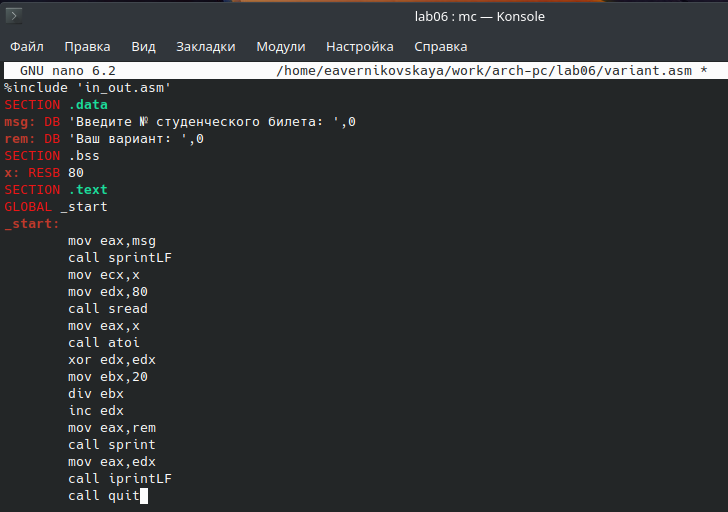 lab06 : mc — Konsole
Файл Правка Вид Закладки Модули Настройка Справка
GNU nano 6.2 /home/eavernikovskaya/work/arch-pc/lab06/variant.asm *
%include 'in_out.asm'
SECTION .data
msg: DB 'Введите № студенческого билета: ',0
rem: DB 'Ваш вариант: ',0
SECTION .bss
x: RESB 80
SECTION .text
GLOBAL _start
_start:
mov eax,msg
call sprintLF
mov ecx,x
mov edx,80
call sread
mov eax,x
call atoi
xor edx,edx
mov ebx,20
div ebx
inc edx
mov eax,rem
call sprint
mov eax,edx
call iprintLF
call quit